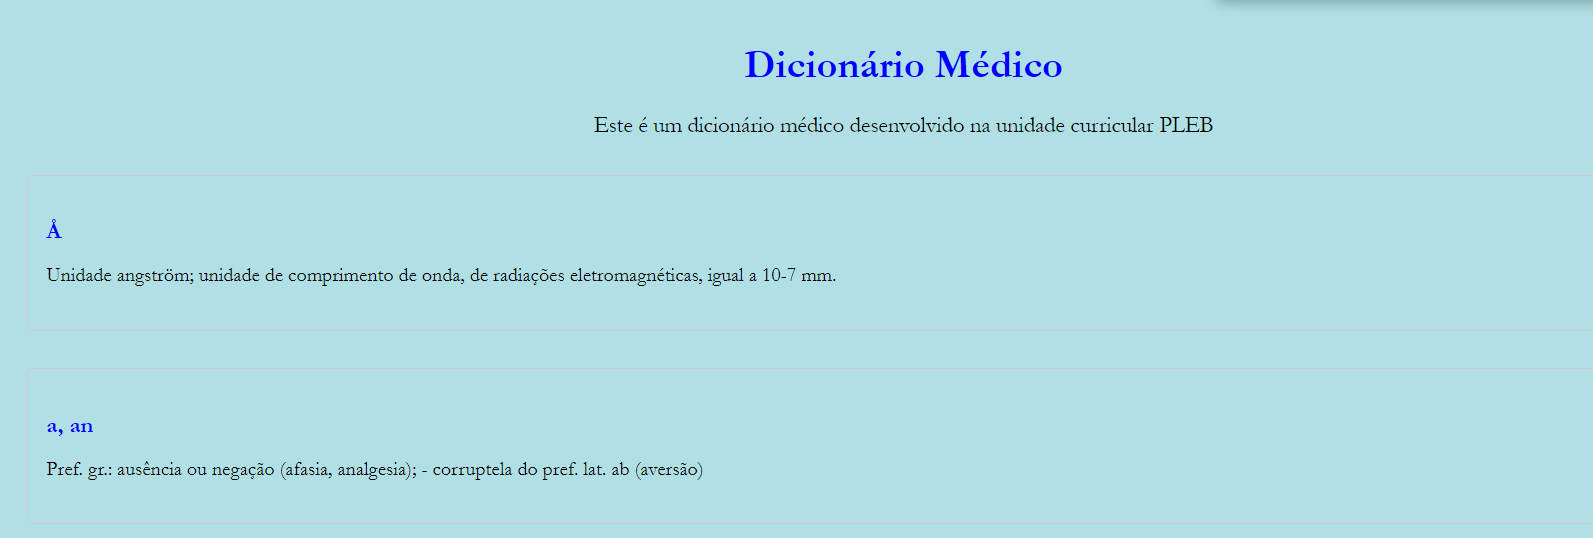 Dicionário Médico
Este é um dicionário médico desenvolvido na unidade curricular PLEB
Å
Unidade angström; unidade de comprimento de onda, de radiações eletromagnéticas, igual a 10-7 mm.
a, an
Pref. gr.: ausência ou negação (afasia, analgesia); - corruptela do pref. lat. ab (aversão)